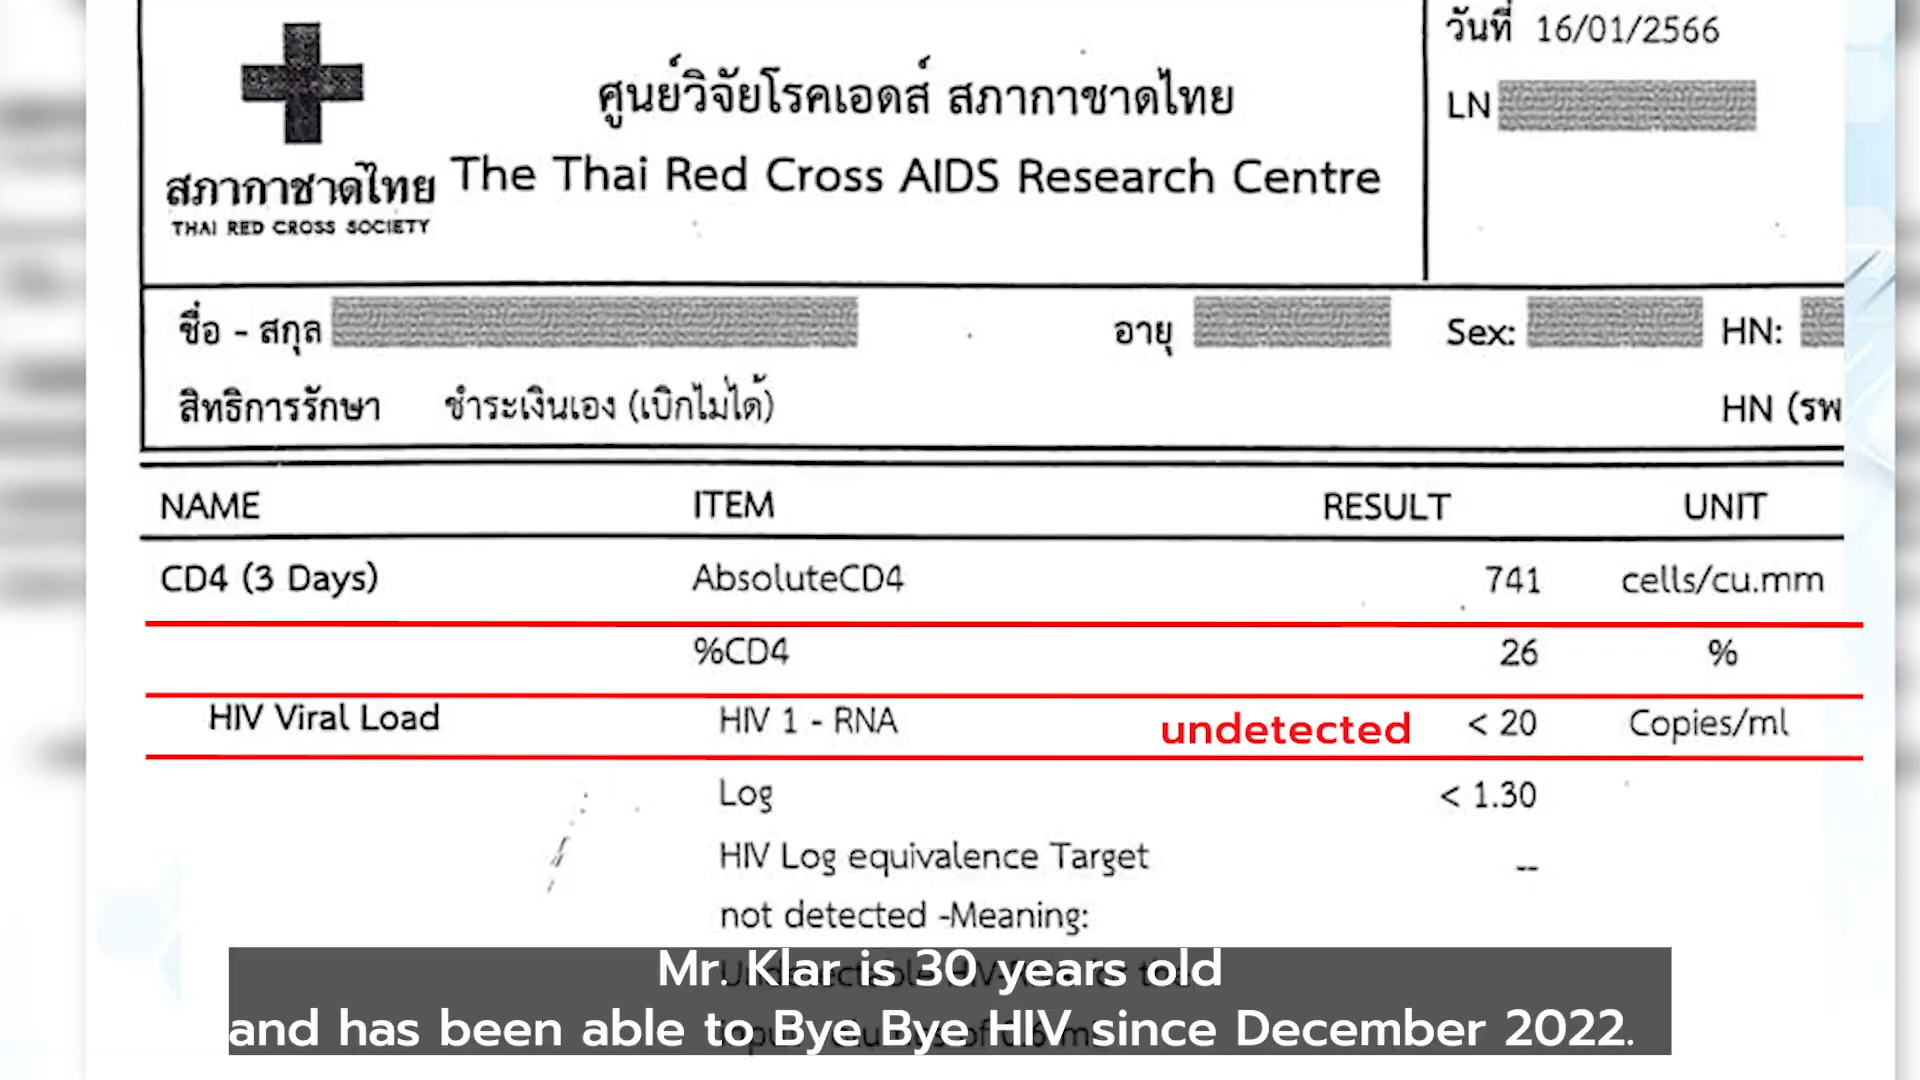 วันที่ 16/01/2566
ศูนย์วิจัยโรคเอดส์ สภากาชาดไทย
LN
The Thai Red Cross AIDS Research Centre
สภากาชาดไทย
THAI RED CROSS SOCIETY
ชื่อ - สกุล อายุ Sex: HN:
สิทธิการรักษา ชำระเงินเอง (เบิกไม่ได้) HN (รพ
NAME ITEM RESULT UNIT
CD4 (3 Days) AbsoluteCD4 741 cells/cu.mm
%CD4 26 %
HIV Viral Load HIV 1 - RNA undetected < 20 Copies/ml
Log < 1.30
HIV Log equivalence Target --
not detected -Meaning:
Mr. Klar is 30 years old
and has been able to Bye Bye HIV since December 2022.